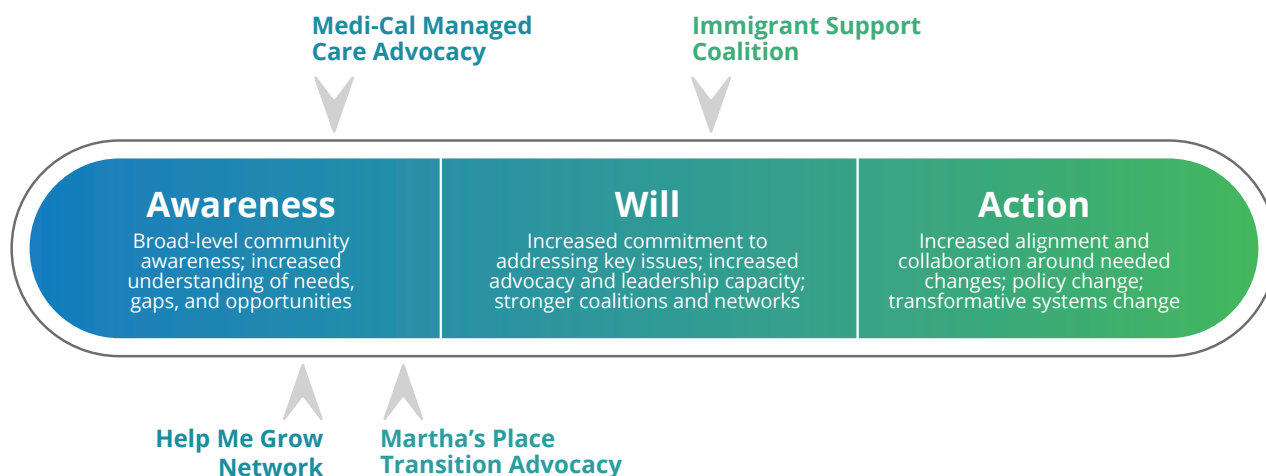 Medi-Cal Managed
Care Advocacy
Immigrant Support
Coalition
Awareness
Broad-level community
awareness; increased
understanding of needs,
gaps, and opportunities
Will
Increased commitment to
addressing key issues; increased
advocacy and leadership capacity;
stronger coalitions and networks
Action
Increased alignment and
collaboration around needed
changes; policy change;
transformative systems change
Help Me Grow
Network
Martha’s Place
Transition Advocacy